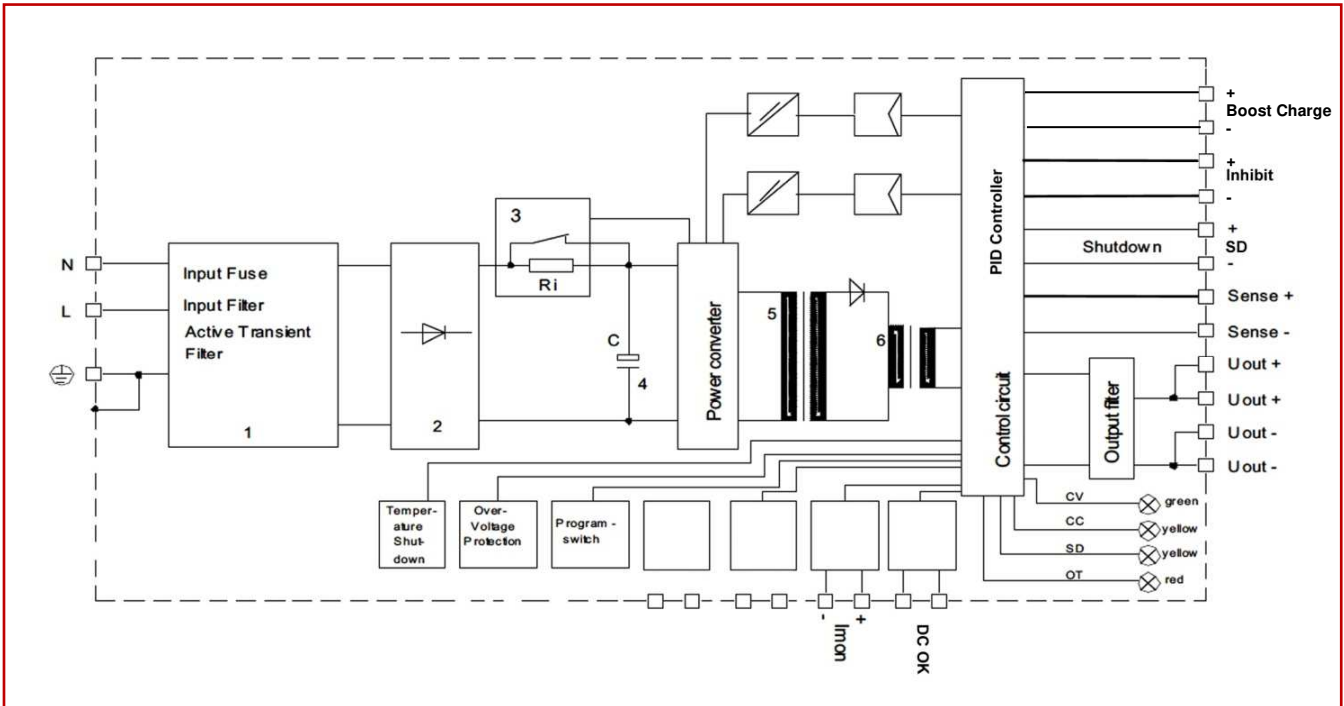 N
L
Input Fuse
Input Filter
Active Transient
Filter
1
2
3
Ri
C
4
Power converter
5
6
PID Controller
Control circuit
+
Boost Charge
-
+
Inhibit
-
+
Shutdown SD
-
Sense +
Sense -
Uout +
Uout +
Uout -
Uout -
Output filter
CV green
CC yellow
SD yellow
OT red
Temper-
ature
Shut-
down
Over-
Voltage
Protection
Program -
switch
- +
Imon
DC OK